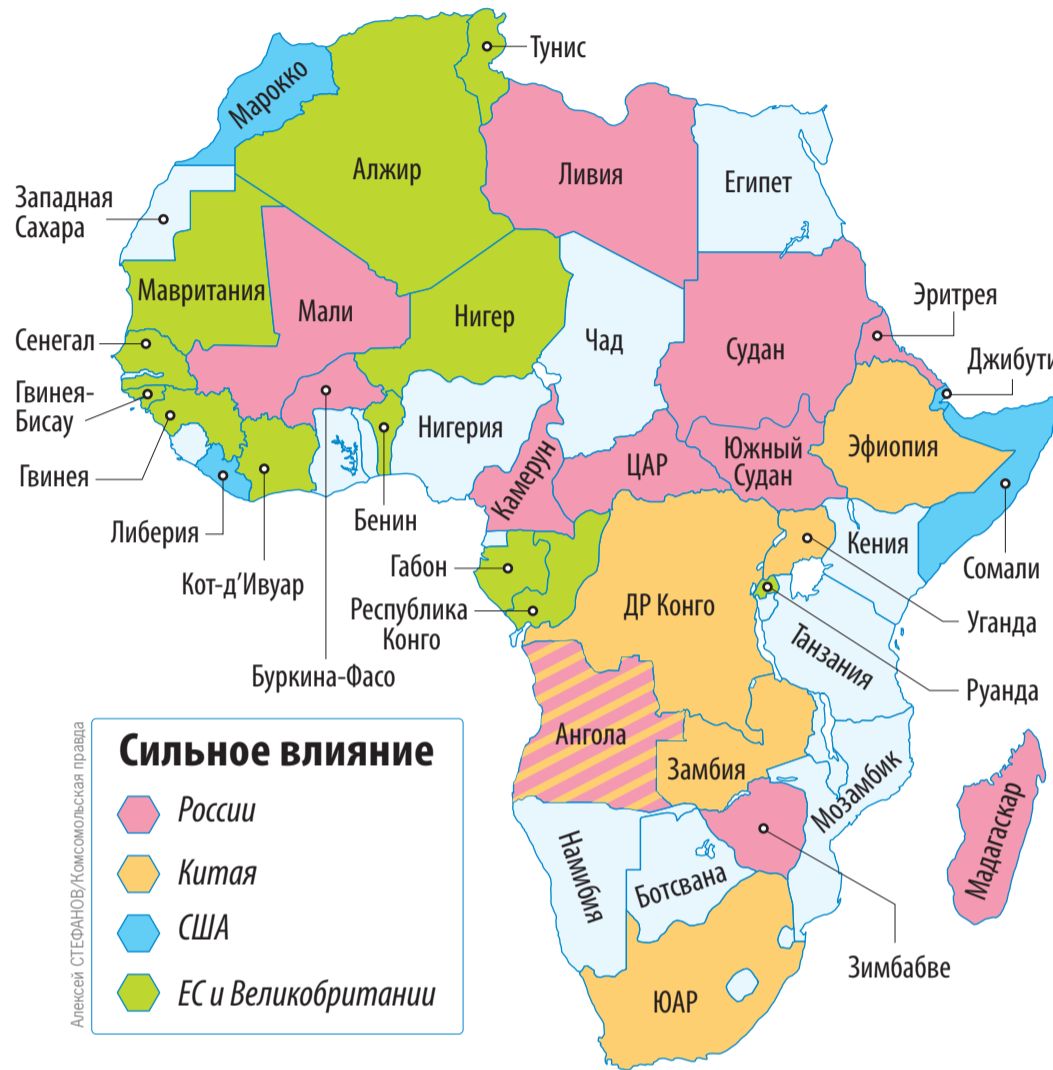 Тунис
Марокко
Алжир
Ливия
Египет
Западная
Сахара
Мавритания
Мали
Нигер
Чад
Судан
Эритрея
Джибути
Сенегал
Гвинея-
Бисау
Гвинея
Либерия
Кот-д'Ивуар
Буркина-Фасо
Бенин
Нигерия
Камерун
ЦАР
Южный
Судан
Эфиопия
Сомали
Кения
Уганда
Руанда
Габон
Республика
Конго
ДР Конго
Танзания
Ангола
Замбия
Мозамбик
Мадагаскар
Зимбабве
Намибия
Ботсвана
ЮАР
Сильное влияние
России
Китая
США
ЕС и Великобритании
Алексей СТЕФАНОВ/Комсомольская правда